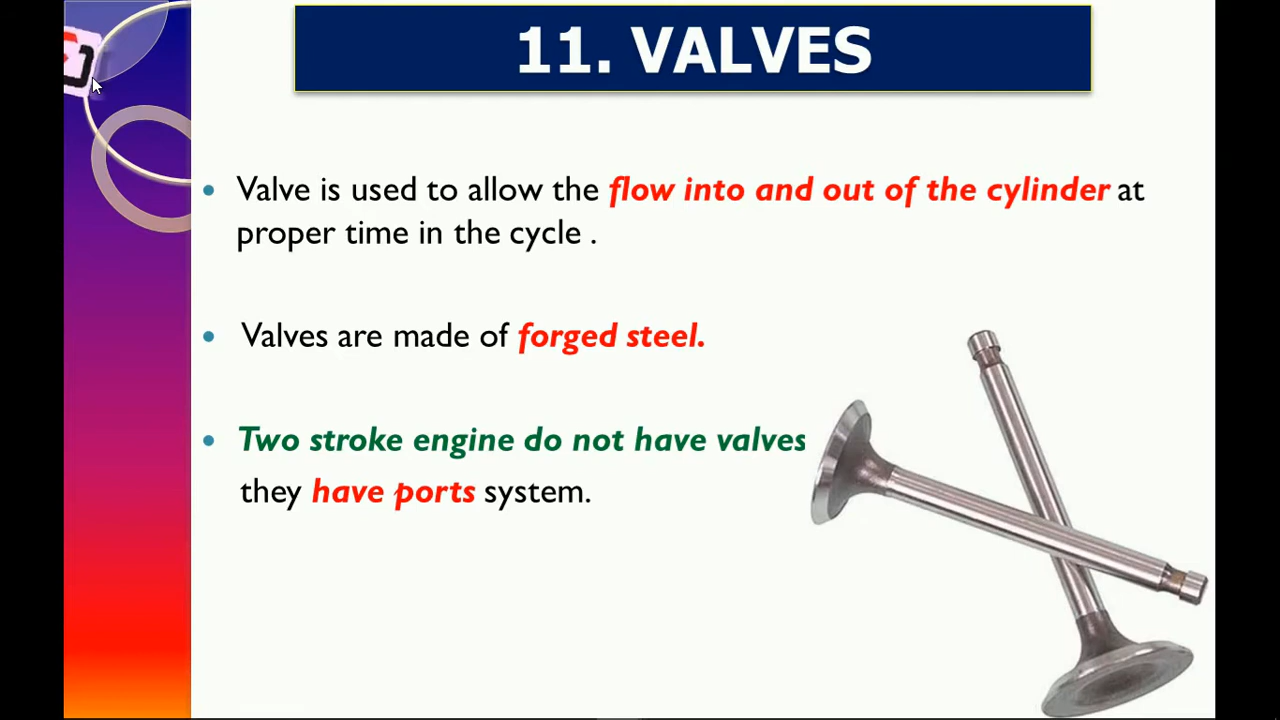 11. VALVES
Valve is used to allow the flow into and out of the cylinder at
proper time in the cycle .
Valves are made of forged steel.
Two stroke engine do not have valves
they have ports system.